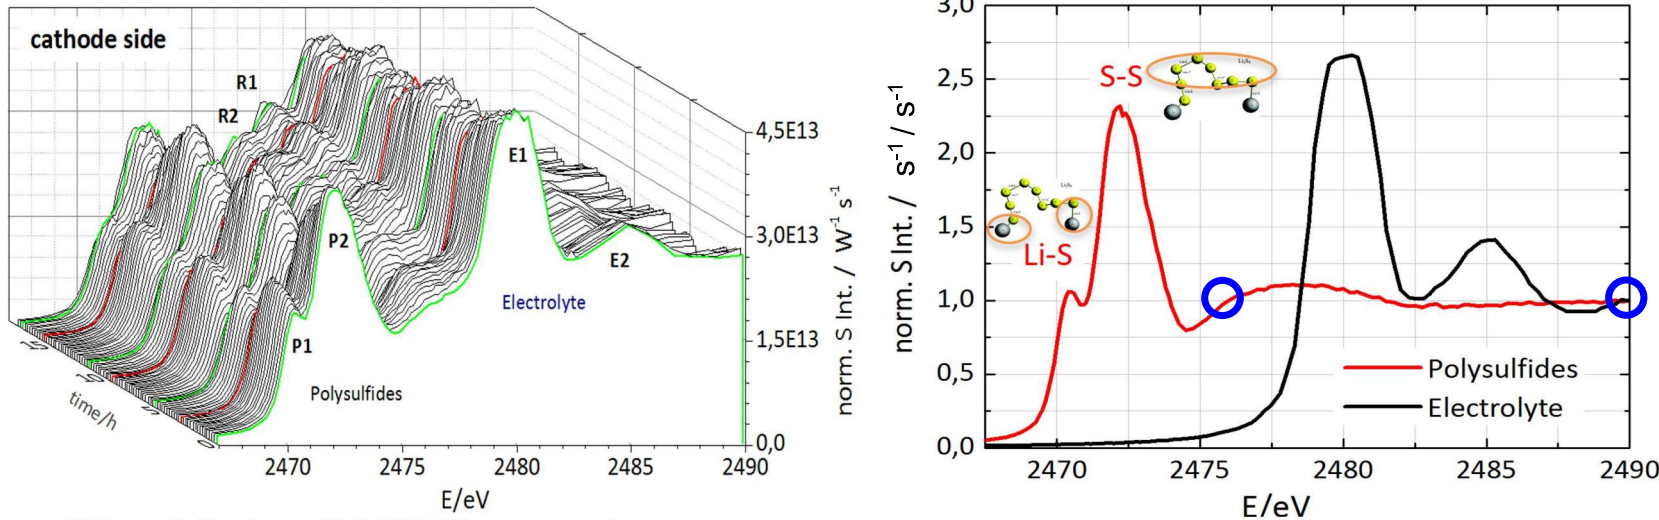 cathode side
R1
R2
E1
P2
E2
P1
Electrolyte
Polysulfides
4,5E13
3,0E13
1,5E13
0,0
norm. S Int. / W⁻¹ s⁻¹
time/h
0
2470
2475
2480
2485
2490
E/eV
3,0
2,5
2,0
1,5
1,0
0,5
0,0
norm. S Int. / s⁻¹ / s⁻¹
S-S
Li-S
Polysulfides
Electrolyte
2470
2475
2480
2485
2490
E/eV